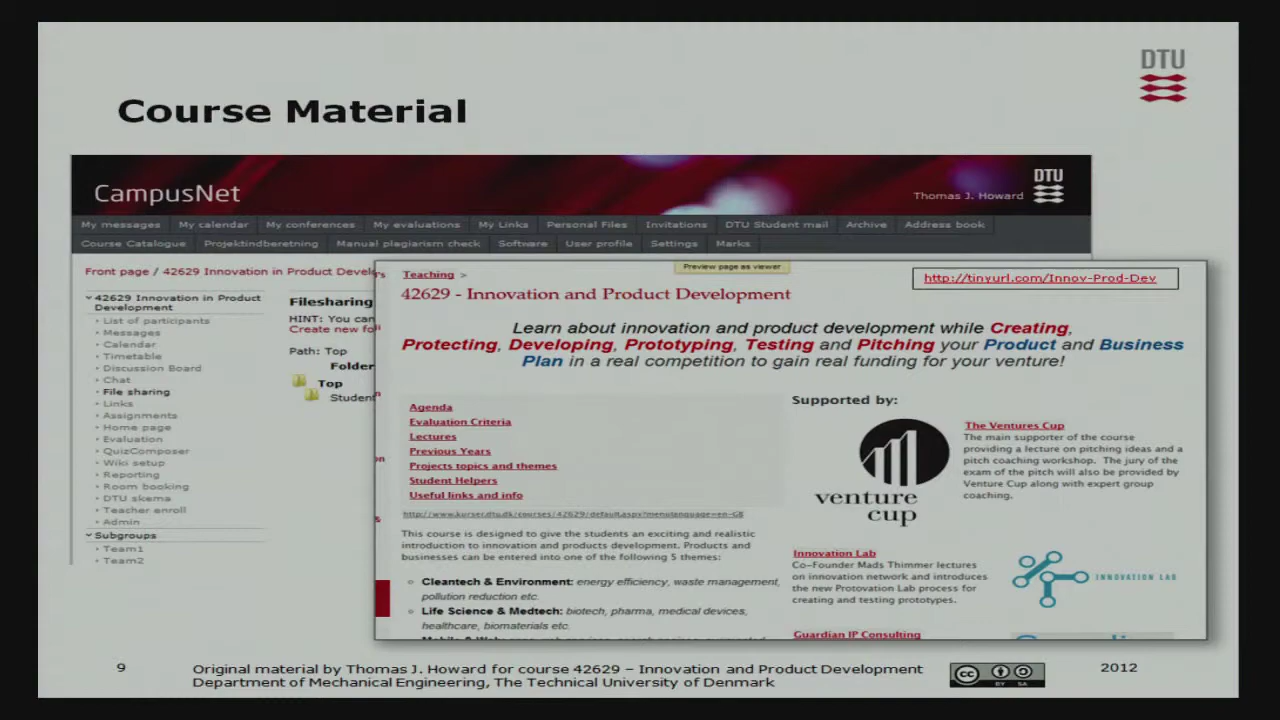 DTU
Course Material
CampusNet
Thomas J. Howard
DTU
My messages My calendar My conferences My evaluations My Links Personal Files Invitations DTU Student mail Archive Address book
Course Catalogue Projektindberetning Manual plagiarism check Software User profile Settings Marks
Front page / 42629 Innovation in Product Devel
42629 Innovation in Product
Development
List of participants
Messages
Calendar
Timetable
Discussion Board
Chat
File sharing
Links
Assignments
Home page
Evaluation
QuizComposer
Wiki setup
Reporting
Room booking
DTU skema
Teacher enroll
Admin
Subgroups
Team1
Team2
Filesharing
HINT: You can
Create new fo
Path: Top
Folder
Top
Student
Teaching >
Preview page as viewer
http://tinyurl.com/Innov-Prod-Dev
42629 - Innovation and Product Development
Learn about innovation and product development while Creating,
Protecting, Developing, Prototyping, Testing and Pitching your Product and Business
Plan in a real competition to gain real funding for your venture!
Agenda
Evaluation Criteria
Lectures
Previous Years
Projects topics and themes
Student Helpers
Useful links and info
http://www.kurser.dtu.dk/courses/42629/default.aspx?menulanguage=en-GB
This course is designed to give the students an exciting and realistic
introduction to innovation and products development. Products and
businesses can be entered into one of the following 5 themes:
Cleantech & Environment: energy efficiency, waste management,
pollution reduction etc.
Life Science & Medtech: biotech, pharma, medical devices,
healthcare, biomaterials etc.
Supported by:
venture
cup
The Ventures Cup
The main supporter of the course
providing a lecture on pitching ideas and a
pitch coaching workshop. The jury of the
exam of the pitch will also be provided by
Venture Cup along with expert group
coaching.
Innovation Lab
Co-Founder Mads Thimmer lectures
on innovation network and introduces
the new Protovation Lab process for
creating and testing prototypes.
INNOVATION LAB
Guardian IP Consulting
9
Original material by Thomas J. Howard for course 42629 – Innovation and Product Development
Department of Mechanical Engineering, The Technical University of Denmark
cc BY SA
2012